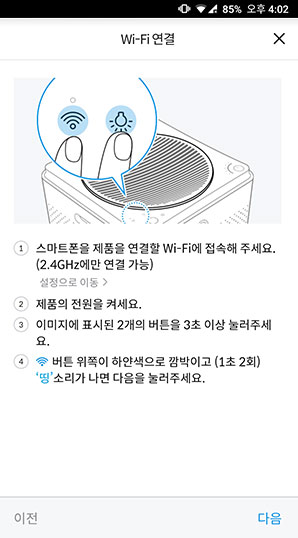 85% 오후 4:02
Wi-Fi 연결
1 스마트폰을 제품을 연결할 Wi-Fi에 접속해 주세요.
(2.4GHz에만 연결 가능)
설정으로 이동 >
2 제품의 전원을 켜세요.
3 이미지에 표시된 2개의 버튼을 3초 이상 눌러주세
요.
4 버튼 위쪽이 하얀색으로 깜박이고 (1초 2회)
‘띵’소리가 나면 다음을 눌러주세요.
이전 다음